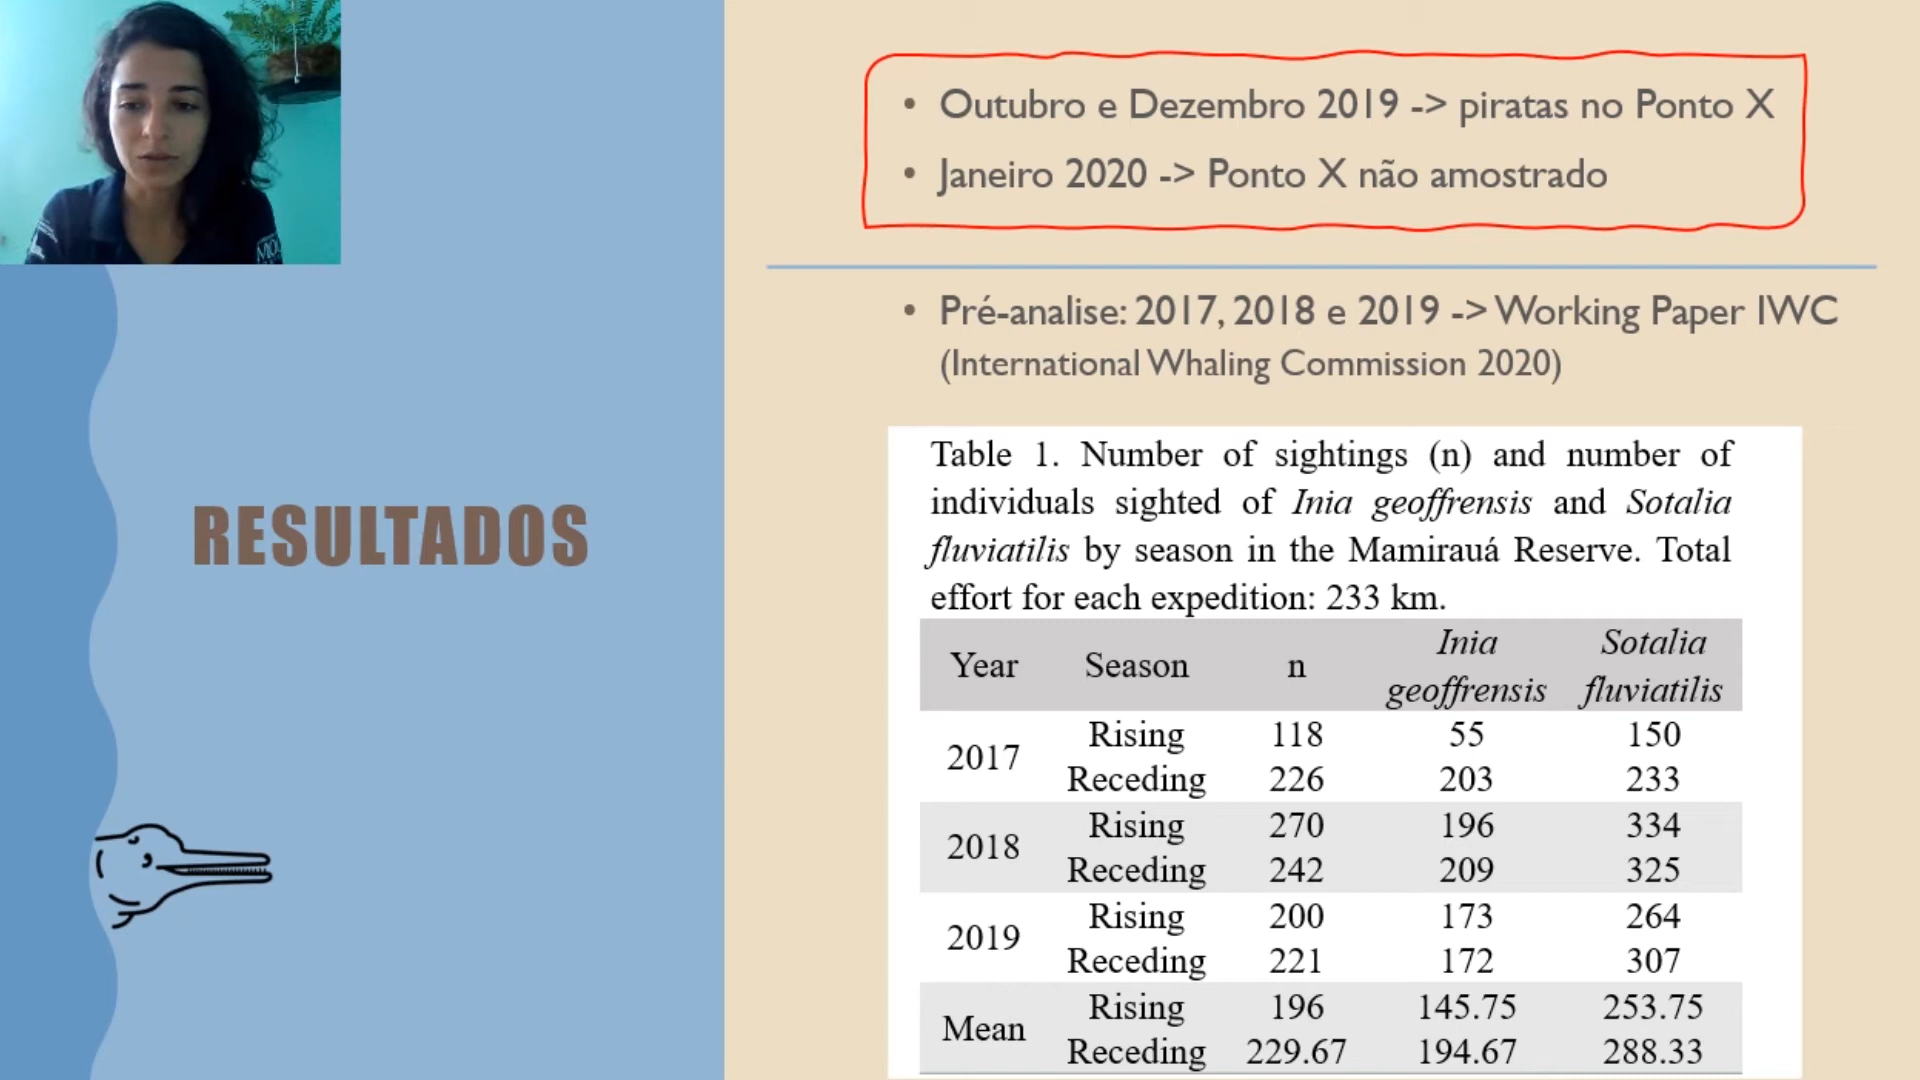 • Outubro e Dezembro 2019 -> piratas no Ponto X
• Janeiro 2020 -> Ponto X não amostrado
• Pré-analise: 2017, 2018 e 2019 -> Working Paper IWC
(International Whaling Commission 2020)
RESULTADOS
Table 1. Number of sightings (n) and number of
individuals sighted of Inia geoffrensis and Sotalia
fluviatilis by season in the Mamirauá Reserve. Total
effort for each expedition: 233 km.
Year Season n Inia geoffrensis Sotalia fluviatilis
2017 Rising 118 55 150
Receding 226 203 233
2018 Rising 270 196 334
Receding 242 209 325
2019 Rising 200 173 264
Receding 221 172 307
Mean Rising 196 145.75 253.75
Receding 229.67 194.67 288.33